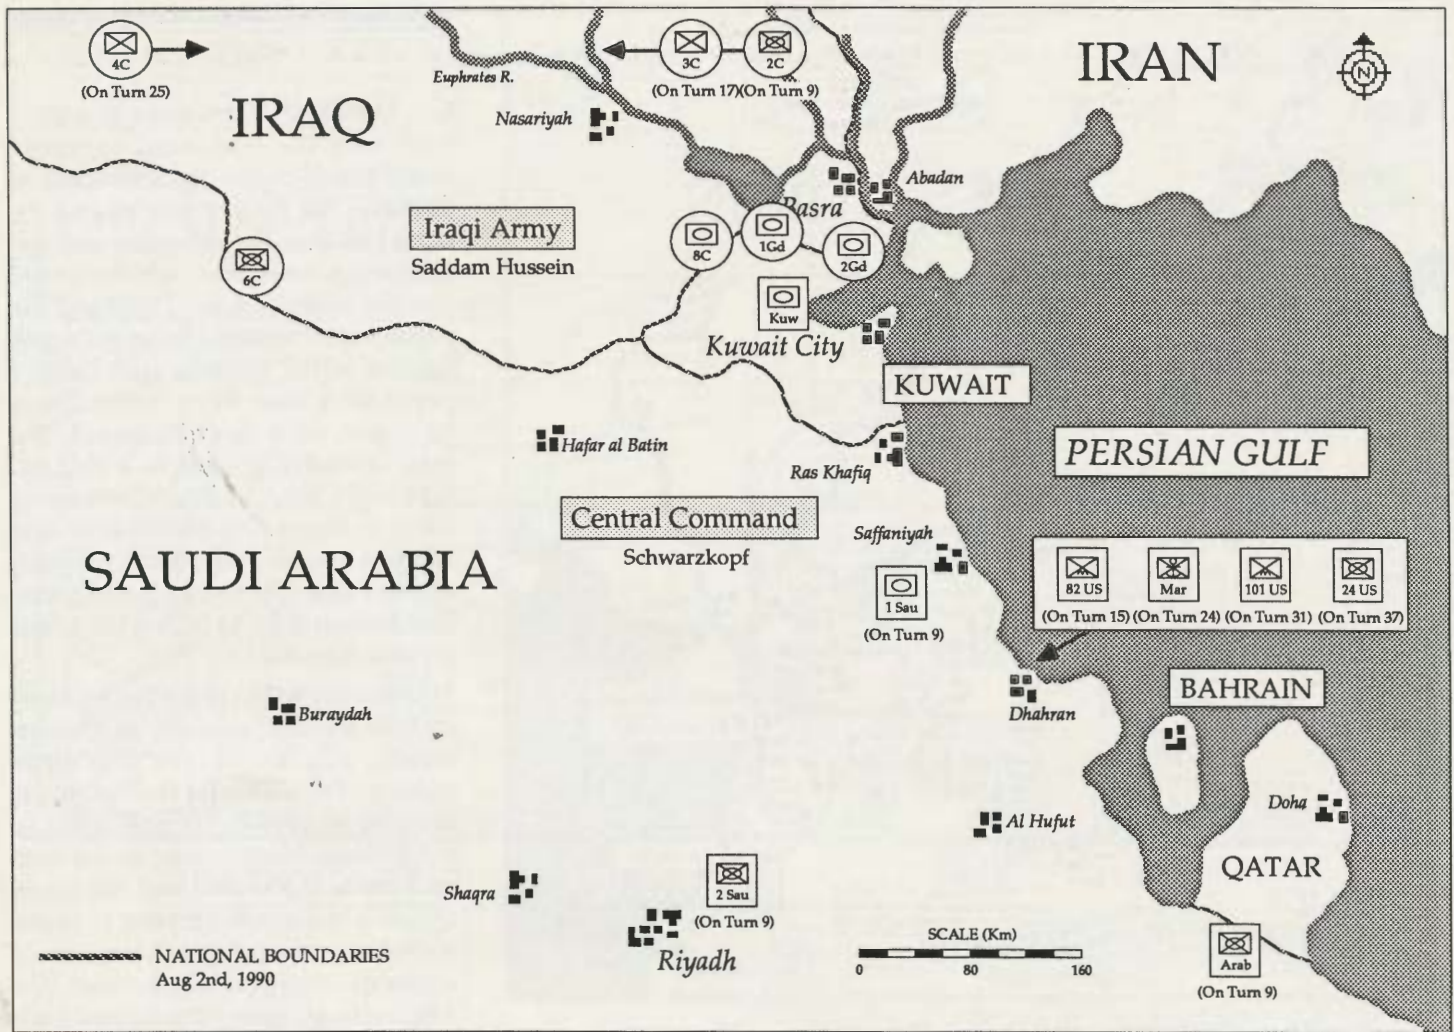 4C
(On Turn 25)
3C
2C
(On Turn 17)(On Turn 9)
IRAQ
Euphrates R.
Nasariyah
IRAN
N
Abadan
Basra
Iraqi Army
Saddam Hussein
6C
8C
1Gd
2Gd
Kuw
Kuwait City
KUWAIT
Hafar al Batin
Ras Khafiq
PERSIAN GULF
Central Command
Schwarzkopf
Saffaniyah
1 Sau
(On Turn 9)
82 US
Mar
101 US
24 US
(On Turn 15) (On Turn 24) (On Turn 31) (On Turn 37)
SAUDI ARABIA
Buraydah
Dhahran
BAHRAIN
Al Hufut
Doha
QATAR
Shaqra
2 Sau
(On Turn 9)
Riyadh
Arab
(On Turn 9)
NATIONAL BOUNDARIES
Aug 2nd, 1990
SCALE (Km)
0 80 160